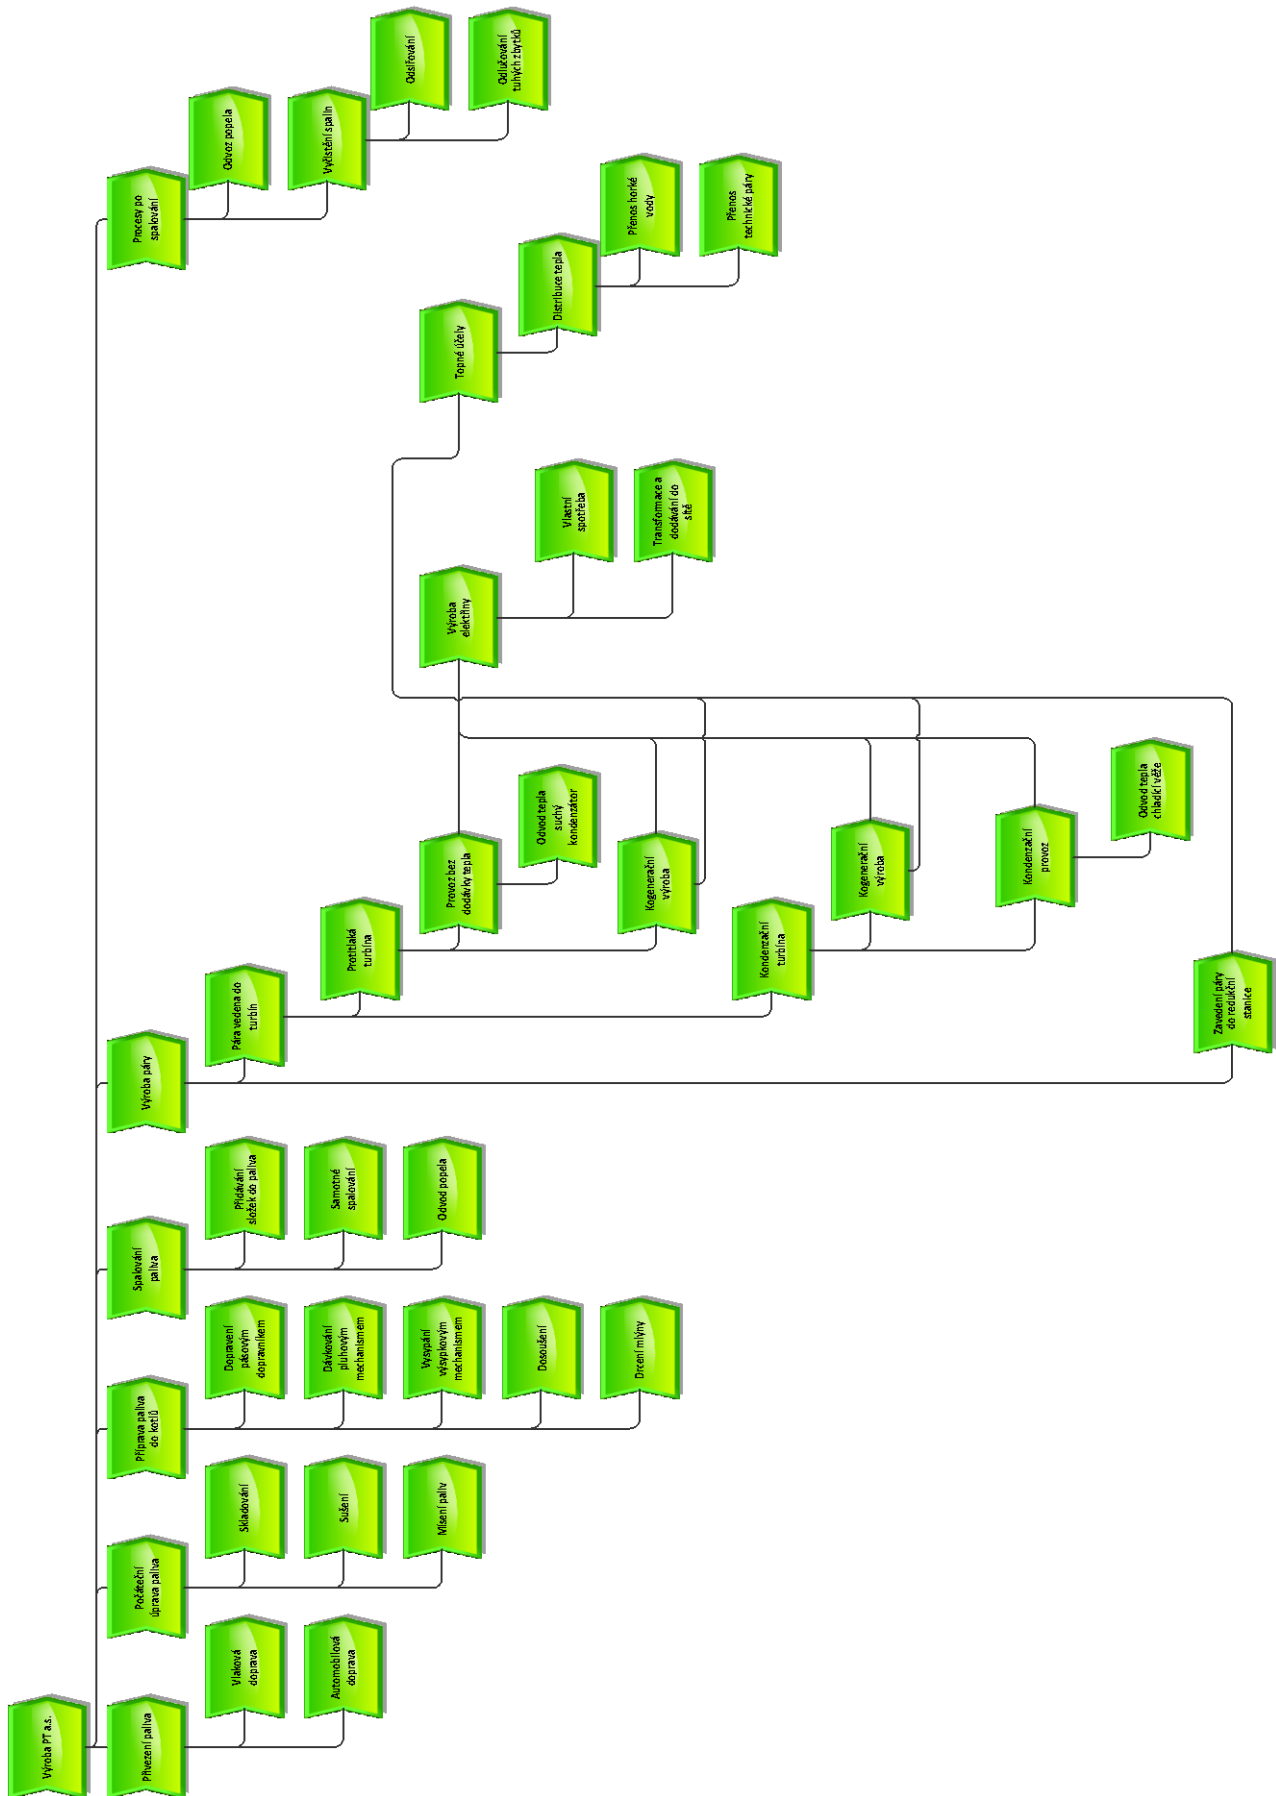 Výroba PT a.s.
Přivezení paliva
Vlaková
doprava
Automobilová
doprava
Počáteční
úprava paliva
Skladování
Sušení
Mísení paliv
Příprava paliva
do kotlů
Dopravení
pásovým
dopravníkem
Dávkování
pluhovým
mechanismem
Vysypání
výsypkovým
mechanismem
Dosoušení
Drcení mlýny
Spalování
paliva
Přidávání
složek do paliva
Samotné
spalování
Odvod popela
Výroba páry
Pára vedena do
turbín
Protitlaká
turbína
Provoz bez
dodávky tepla
Odvod tepla
suchý
kondenzátor
Kogenerační
výroba
Kondenzační
turbína
Kogenerační
výroba
Kondenzační
provoz
Odvod tepla
chladící věže
Zavedení páry
do redukční
stanice
Výroba
elektřiny
Vlastní
spotřeba
Transformace a
dodávání do
sítě
Topné účely
Distribuce tepla
Přenos horké
vody
Přenos
technické páry
Procesy po
spalování
Odvoz popela
Vyčistění spalin
Odsiřování
Odlučování
tuhých zbytků